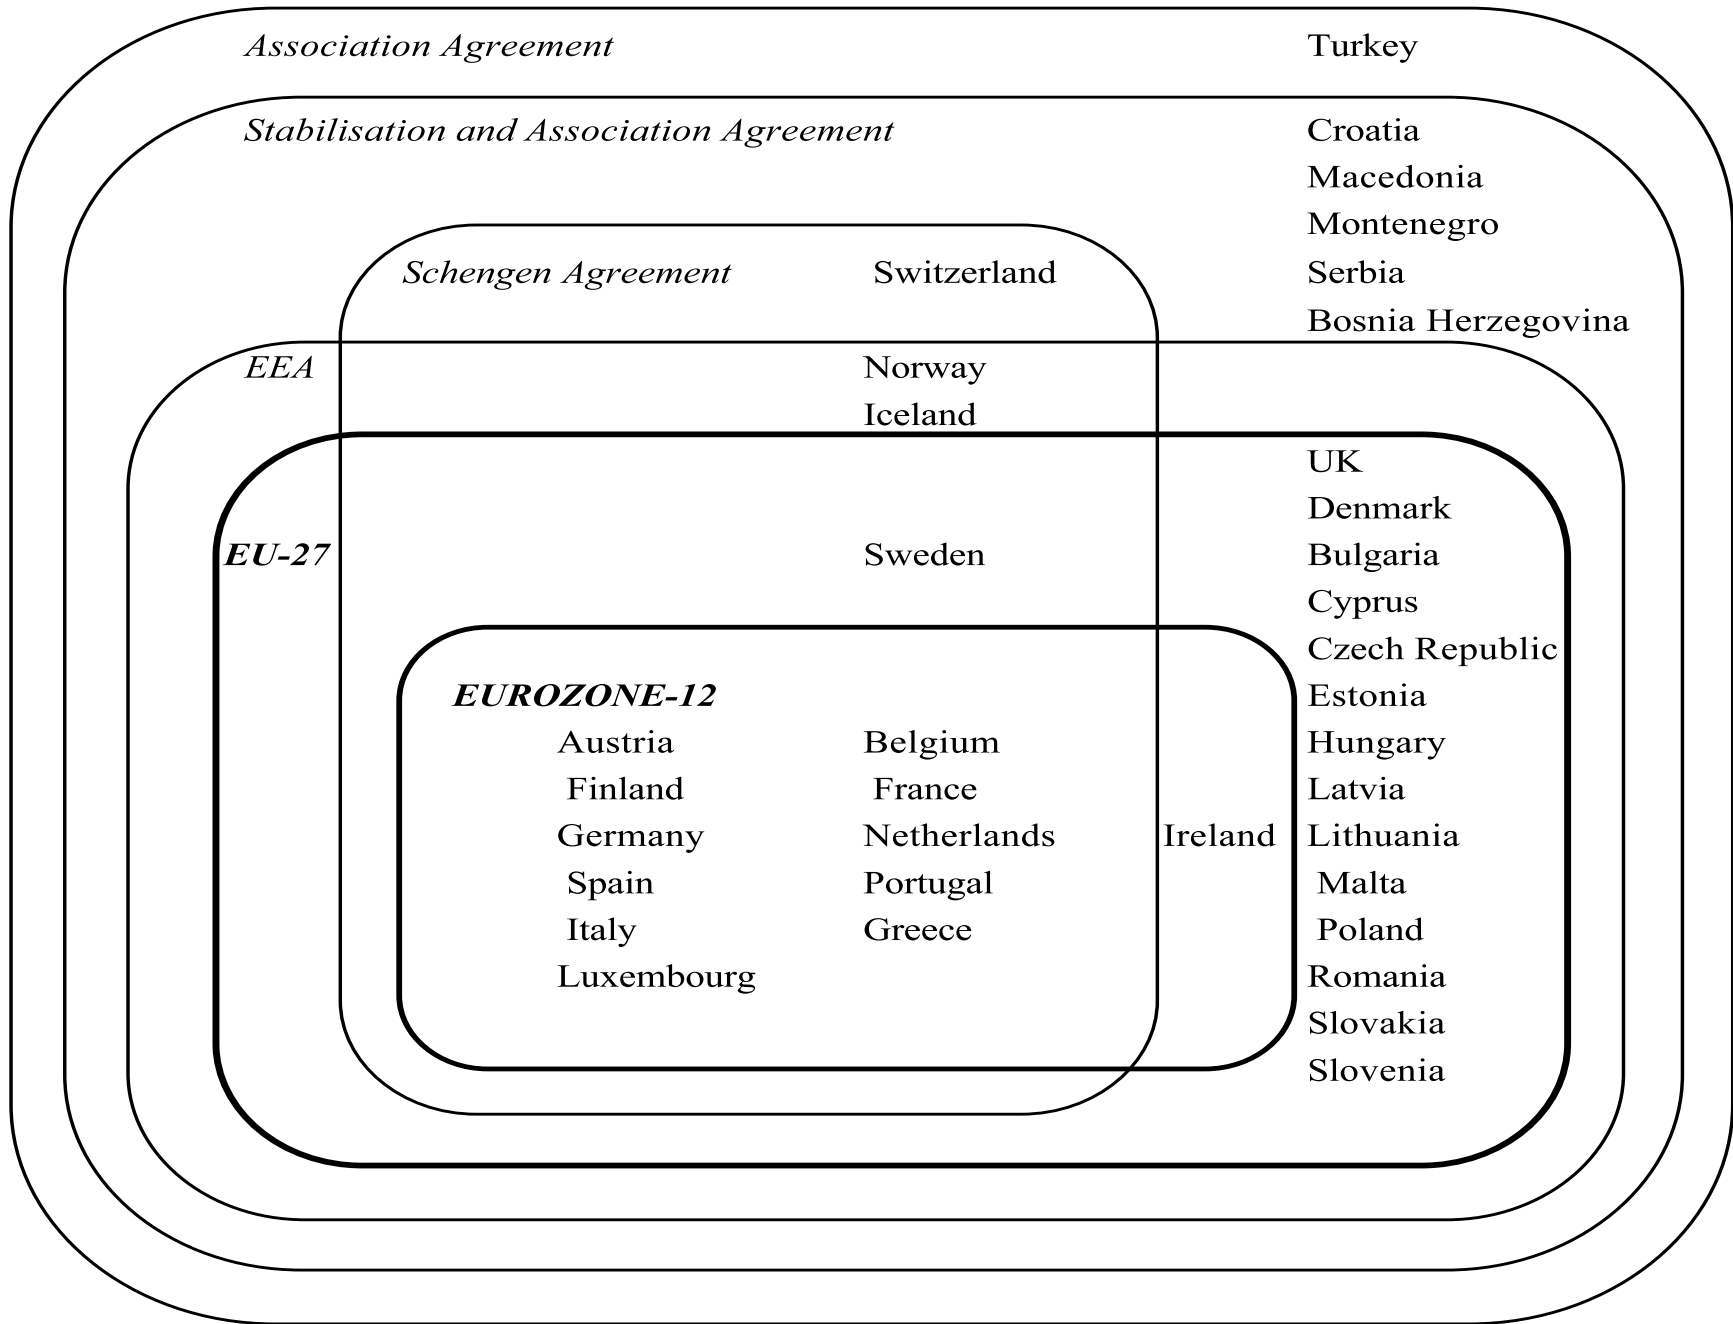 Association Agreement Turkey
Stabilisation and Association Agreement Croatia
Macedonia
Montenegro
Schengen Agreement Switzerland Serbia
Bosnia Herzegovina
EEA Norway
Iceland
UK
Denmark
EU-27 Sweden Bulgaria
Cyprus
Czech Republic
EUROZONE-12 Estonia
Austria Belgium Hungary
Finland France Latvia
Germany Netherlands Ireland Lithuania
Spain Portugal Malta
Italy Greece Poland
Luxembourg Romania
Slovakia
Slovenia